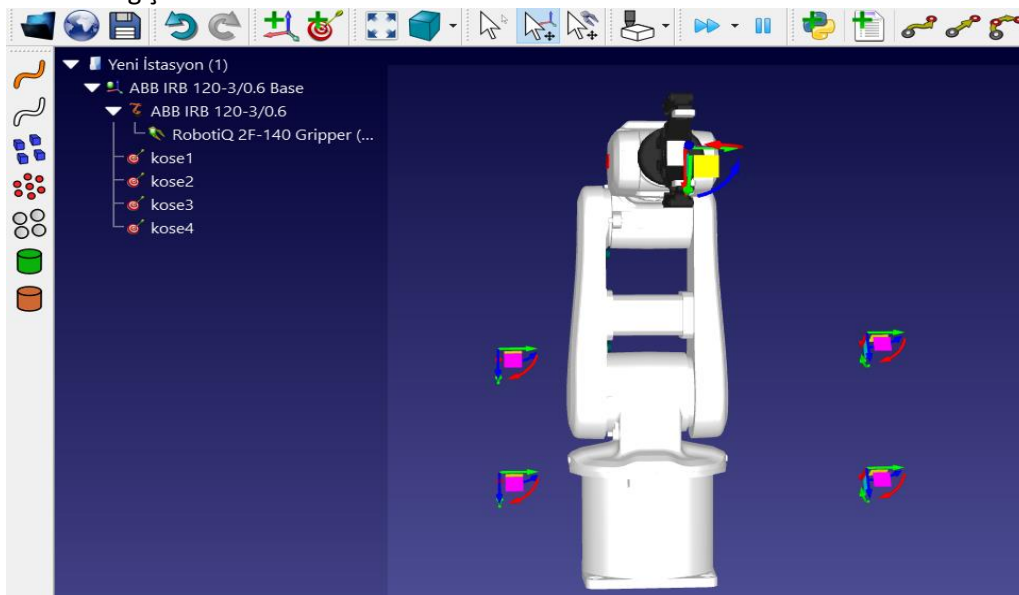 Yeni İstasyon (1)
ABB IRB 120-3/0.6 Base
ABB IRB 120-3/0.6
RobotiQ 2F-140 Gripper (...
kose1
kose2
kose3
kose4